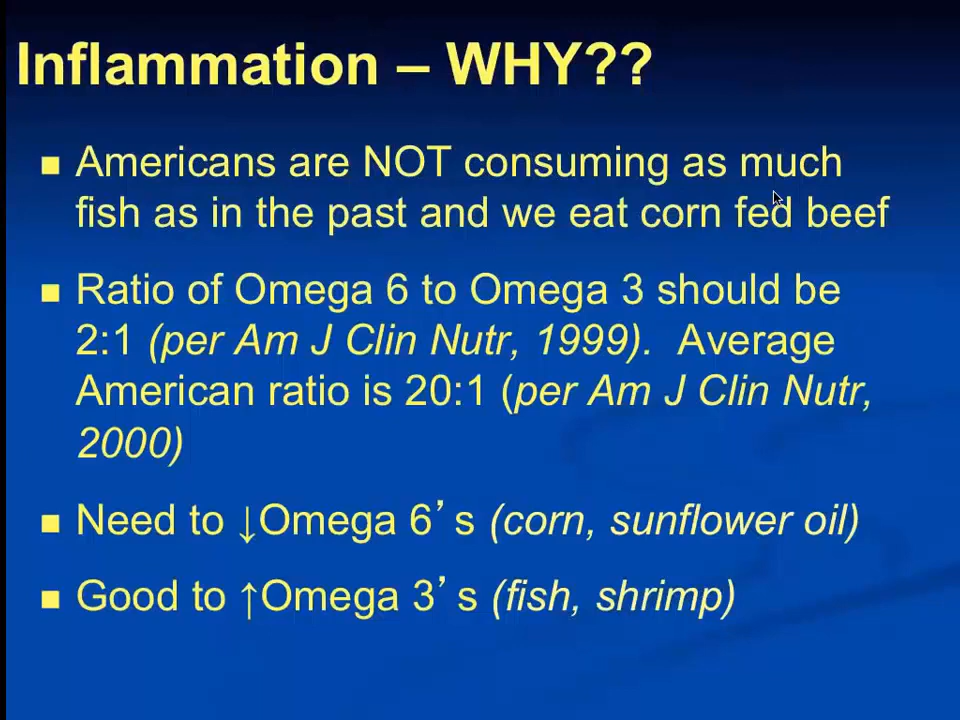 Inflammation – WHY??
■ Americans are NOT consuming as much
fish as in the past and we eat corn fed beef
■ Ratio of Omega 6 to Omega 3 should be
2:1 (per Am J Clin Nutr, 1999).  Average
American ratio is 20:1 (per Am J Clin Nutr,
2000)
■ Need to ↓Omega 6’s (corn, sunflower oil)
■ Good to ↑Omega 3’s (fish, shrimp)